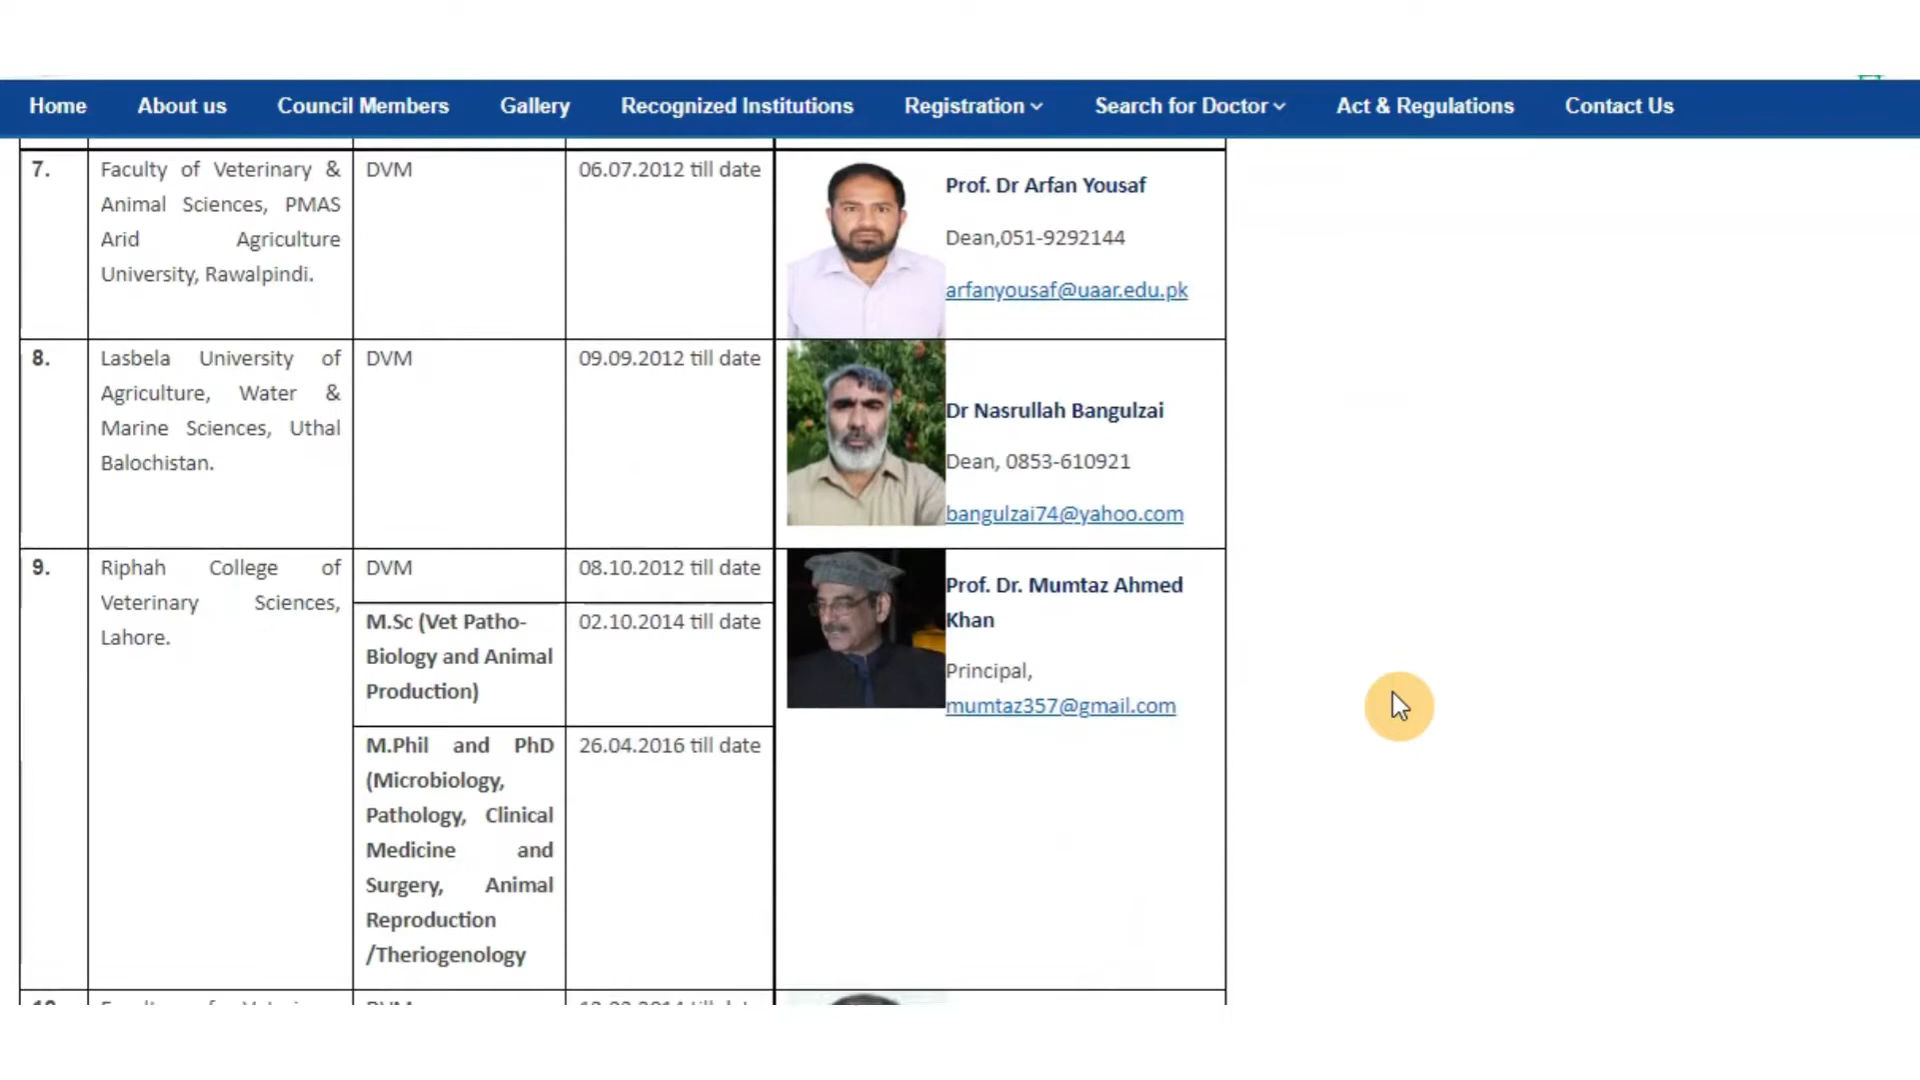 Home About us Council Members Gallery Recognized Institutions Registration Search for Doctor Act & Regulations Contact Us
7. Faculty of Veterinary & DVM 06.07.2012 till date
Animal Sciences, PMAS
Arid Agriculture
University, Rawalpindi.
Prof. Dr Arfan Yousaf
Dean,051-9292144
arfanyousaf@uaar.edu.pk
8. Lasbela University of DVM 09.09.2012 till date
Agriculture, Water &
Marine Sciences, Uthal
Balochistan.
Dr Nasrullah Bangulzai
Dean, 0853-610921
bangulzai74@yahoo.com
9. Riphah College of
Veterinary Sciences,
Lahore.
DVM 08.10.2012 till date
M.Sc (Vet Patho- 02.10.2014 till date
Biology and Animal
Production)
M.Phil and PhD 26.04.2016 till date
(Microbiology,
Pathology, Clinical
Medicine and
Surgery, Animal
Reproduction
/Theriogenology
Prof. Dr. Mumtaz Ahmed
Khan
Principal,
mumtaz357@gmail.com